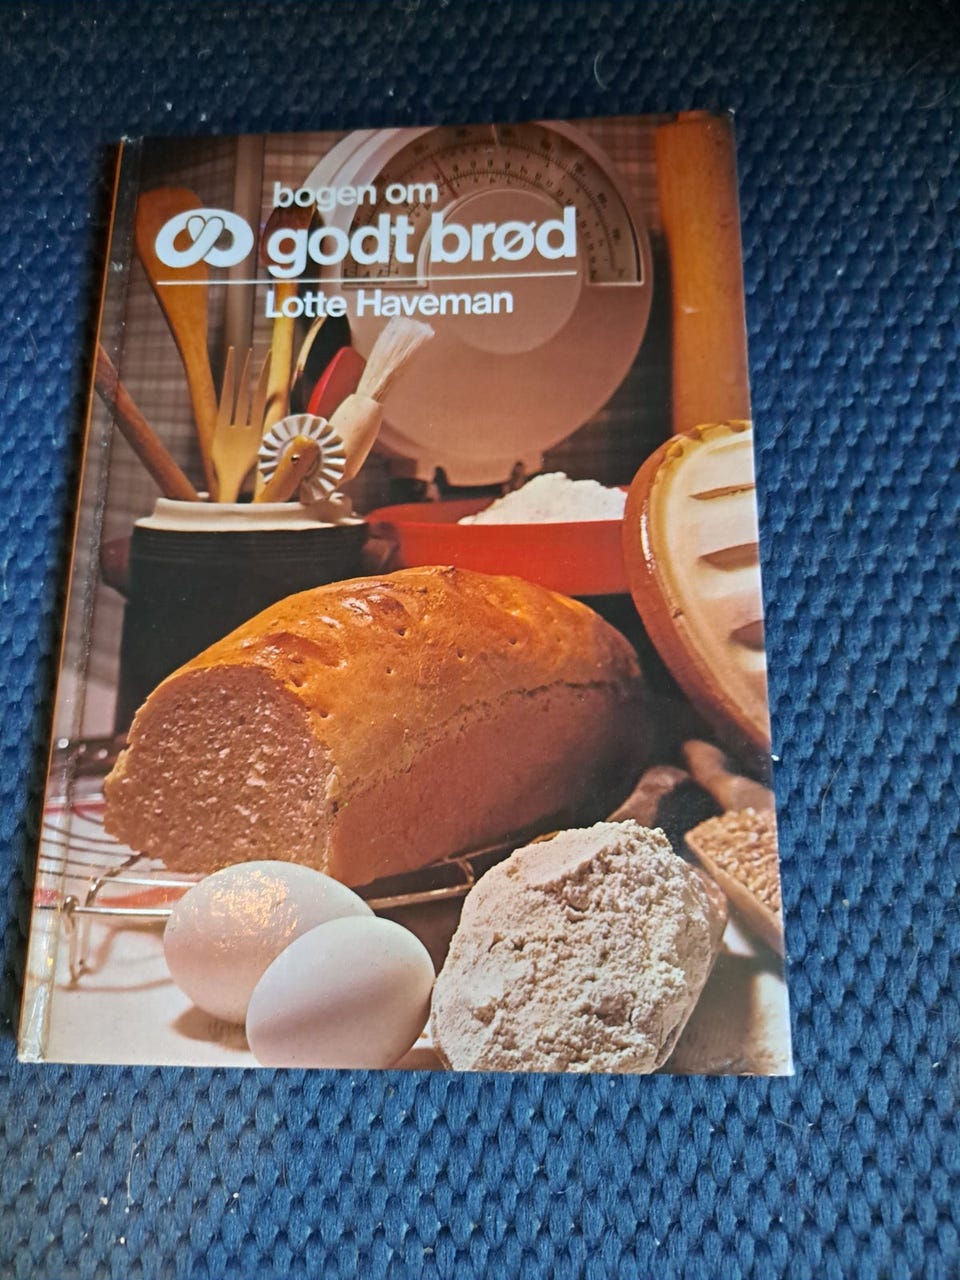 bogen om
godt brød
Lotte Haveman